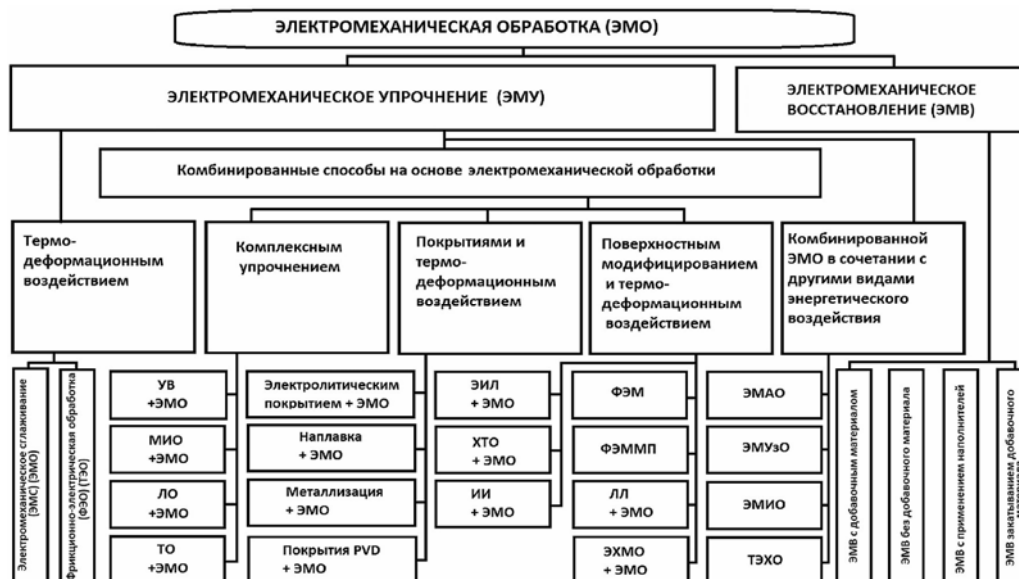 ЭЛЕКТРОМЕХАНИЧЕСКАЯ ОБРАБОТКА (ЭМО)
ЭЛЕКТРОМЕХАНИЧЕСКОЕ УПРОЧНЕНИЕ (ЭМУ)
ЭЛЕКТРОМЕХАНИЧЕСКОЕ
ВОССТАНОВЛЕНИЕ (ЭМВ)
Комбинированные способы на основе электромеханической обработки
Термо-
деформационным
воздействием
Комплексным
упрочнением
Покрытиями и
термо-
деформационным
воздействием
Поверхностным
модифицированием
и термо-
деформационным
воздействием
Комбинированной
ЭМО в сочетании с
другими видами
энергетического
воздействия
Электромеханическое сглаживание
(ЭМС) (ЭМО)
Фрикционно-электрическая обработка
(ФЭО) (ТЭО)
УВ
+ЭМО
МИО
+ЭМО
ЛО
+ЭМО
ТО
+ЭМО
Электролитическим
покрытием + ЭМО
Наплавка
+ ЭМО
Металлизация
+ ЭМО
Покрытия PVD
+ ЭМО
ЭИЛ
+ ЭМО
ХТО
+ ЭМО
ИИ + ЭМО
ФЭМ
ФЭММП
ЛЛ
+ ЭМО
ЭХМО
+ ЭМО
ЭМАО
ЭМУзО
ЭМИО
ТЭХО
ЭМВ с добавочным материалом
ЭМВ без добавочного материала
ЭМВ с применением наполнителей
ЭМВ закатыванием добавочного